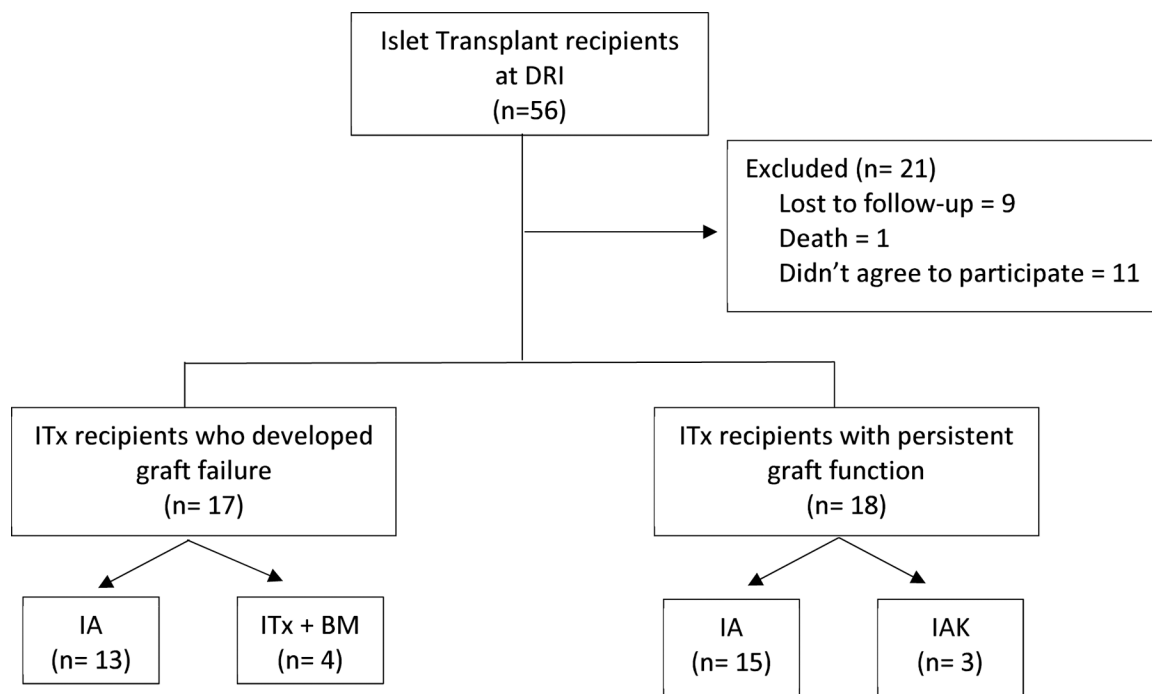 Islet Transplant recipients
at DRI
(n=56)
Excluded (n= 21)
Lost to follow-up = 9
Death = 1
Didn’t agree to participate = 11
ITx recipients who developed
graft failure
(n= 17)
ITx recipients with persistent
graft function
(n= 18)
IA
(n= 13)
ITx + BM
(n= 4)
IA
(n= 15)
IAK
(n= 3)